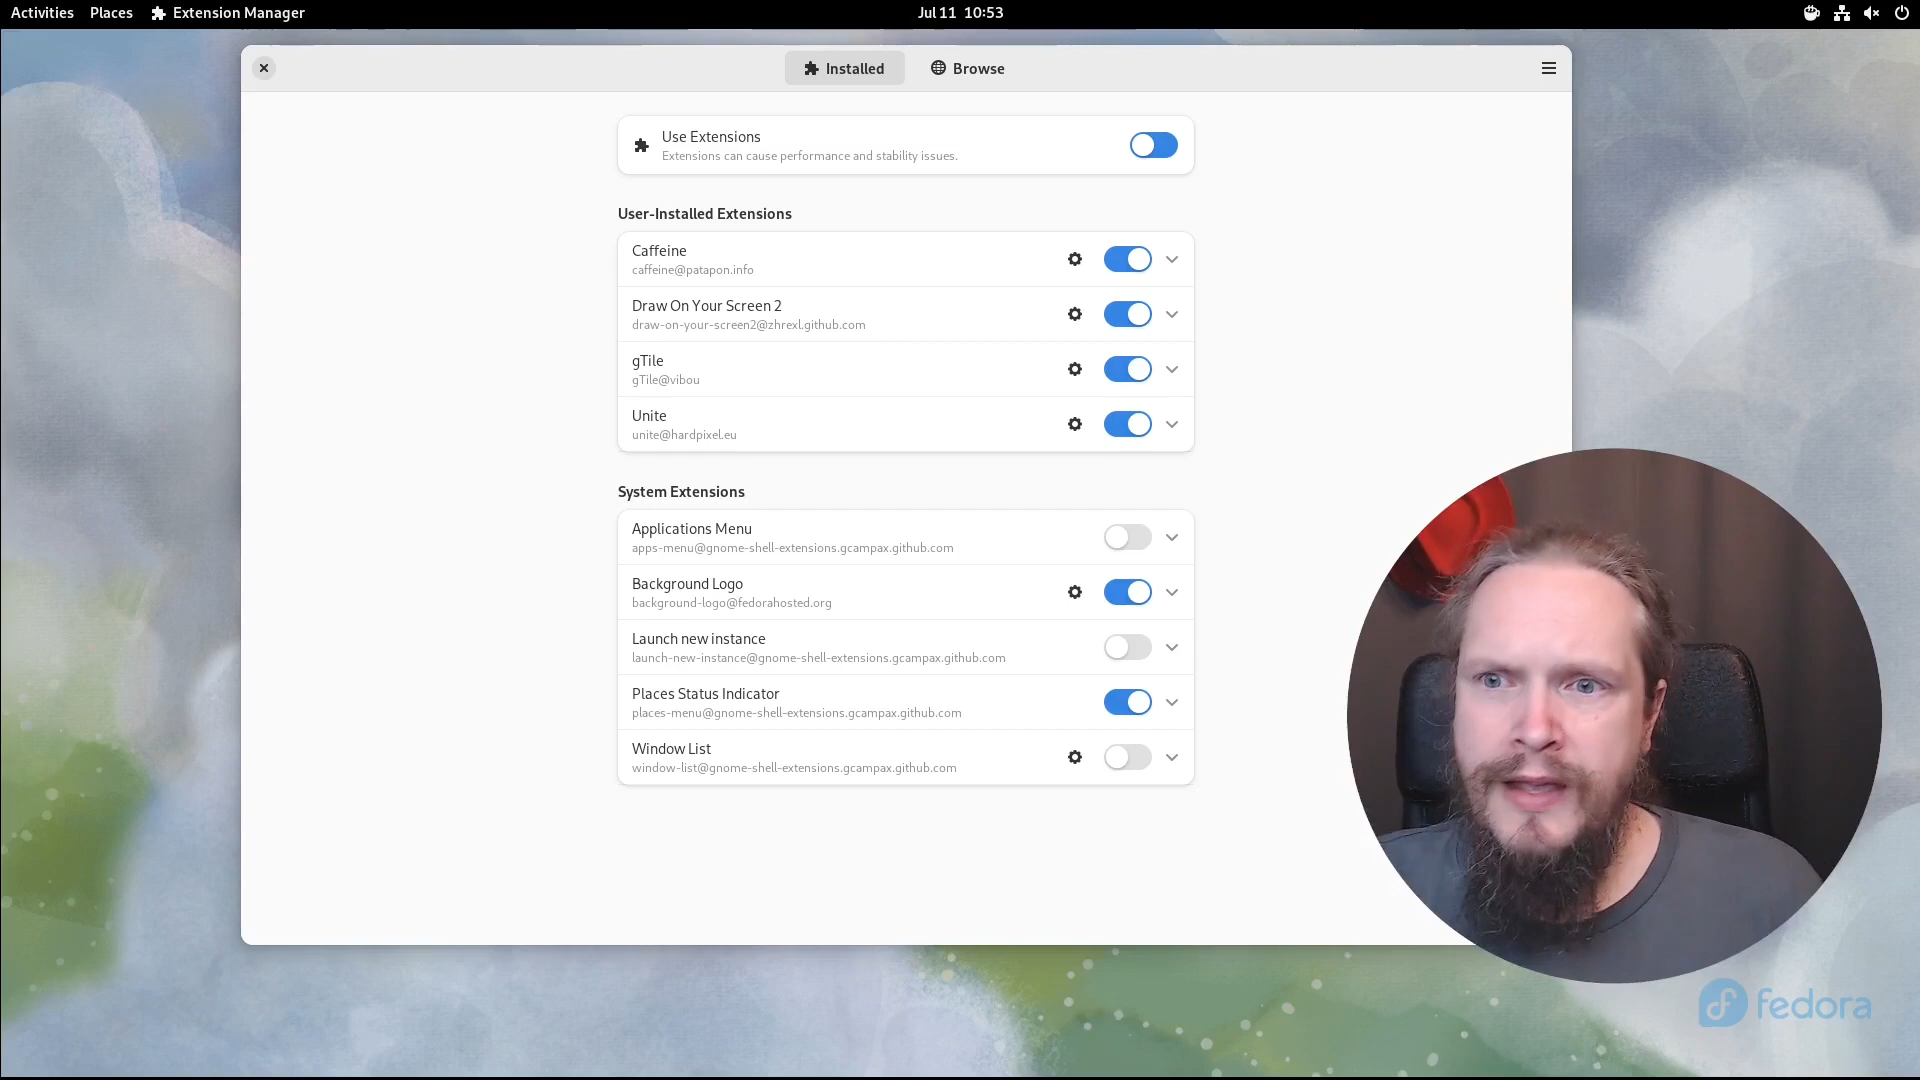 Activities Places Extension Manager Jul 11 10:53
Installed Browse
Use Extensions
Extensions can cause performance and stability issues.
User-Installed Extensions
Caffeine
caffeine@patapon.info
Draw On Your Screen 2
draw-on-your-screen2@zhrexl.github.com
gTile
gTile@vibou
Unite
unite@hardpixel.eu
System Extensions
Applications Menu
apps-menu@gnome-shell-extensions.gcampax.github.com
Background Logo
background-logo@fedorahosted.org
Launch new instance
launch-new-instance@gnome-shell-extensions.gcampax.github.com
Places Status Indicator
places-menu@gnome-shell-extensions.gcampax.github.com
Window List
window-list@gnome-shell-extensions.gcampax.github.com
fedora